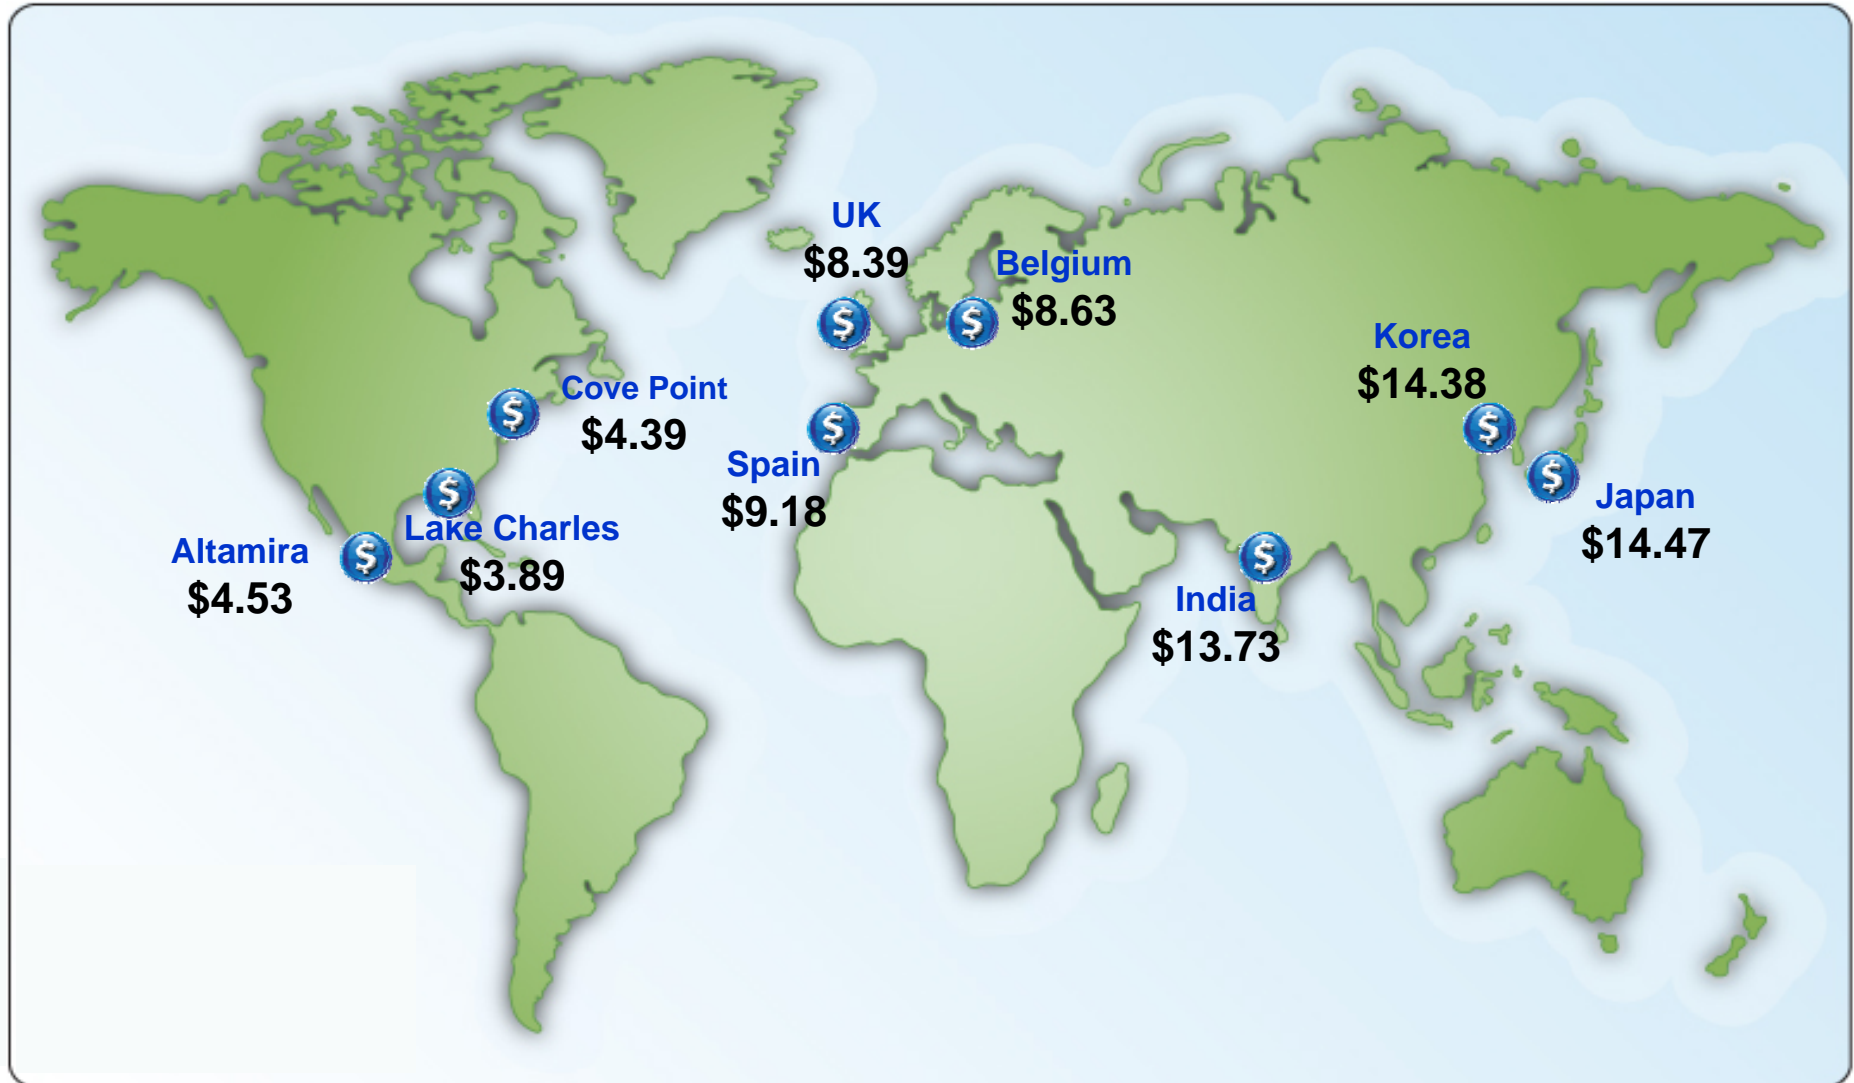 UK
$8.39
Belgium
$8.63
Korea
$14.38
Cove Point
$4.39
Spain
$9.18
Japan
$14.47
Lake Charles
$3.89
Altamira
$4.53
India
$13.73
$
$
$
$
$
$
$
$
$